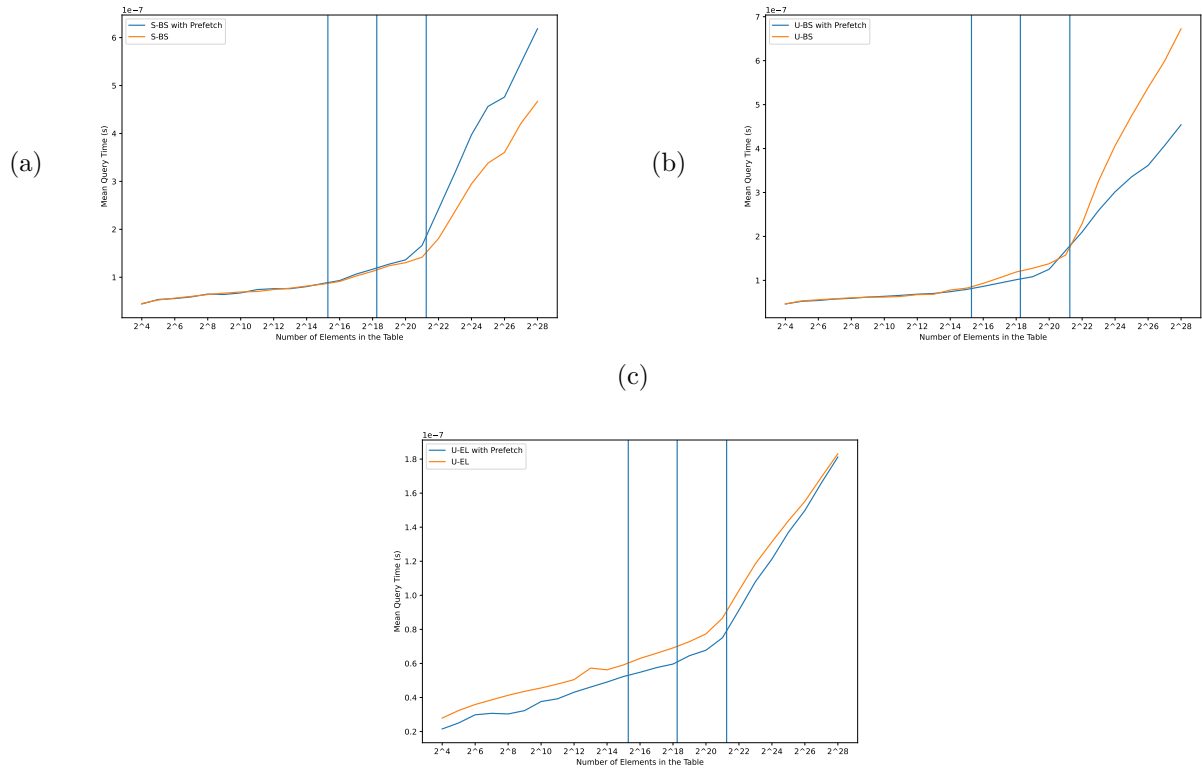 (a)
1e−7
S-BS with Prefetch
S-BS
6
5
4
3
2
1
Mean Query Time (s)
2^4 2^6 2^8 2^10 2^12 2^14 2^16 2^18 2^20 2^22 2^24 2^26 2^28
Number of Elements in the Table
(b)
1e−7
U-BS with Prefetch
U-BS
7
6
5
4
3
2
1
Mean Query Time (s)
2^4 2^6 2^8 2^10 2^12 2^14 2^16 2^18 2^20 2^22 2^24 2^26 2^28
Number of Elements in the Table
(c)
1e−7
U-EL with Prefetch
U-EL
1.8
1.6
1.4
1.2
1.0
0.8
0.6
0.4
0.2
Mean Query Time (s)
2^4 2^6 2^8 2^10 2^12 2^14 2^16 2^18 2^20 2^22 2^24 2^26 2^28
Number of Elements in the Table